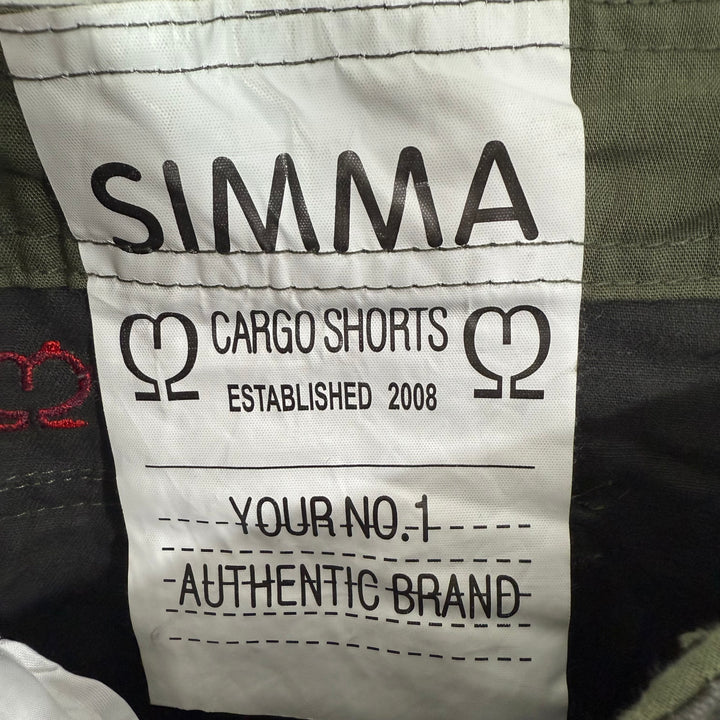 SIMMA
CARGO SHORTS
ESTABLISHED 2008
YOUR NO.1
AUTHENTIC BRAND